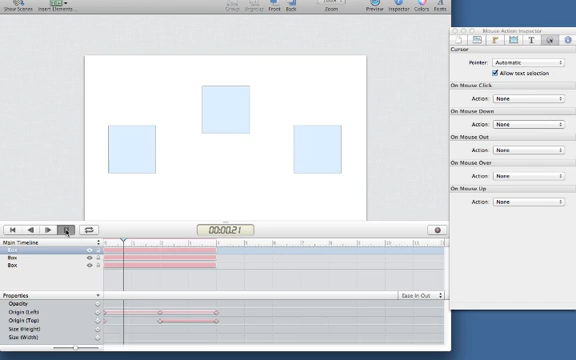 Show Scenes Insert Elements... Group Ungroup Front Back Zoom Preview Inspector Colors Fonts
Mouse Action Inspector
Cursor
Pointer: Automatic
Allow text selection
On Mouse Click
Action: None
On Mouse Down
Action: None
On Mouse Out
Action: None
On Mouse Over
Action: None
On Mouse Up
Action: None
00:00.21
Main Timeline
Box
Box
Box
Properties Ease In Out
Opacity
Origin (Left)
Origin (Top)
Size (Height)
Size (Width)